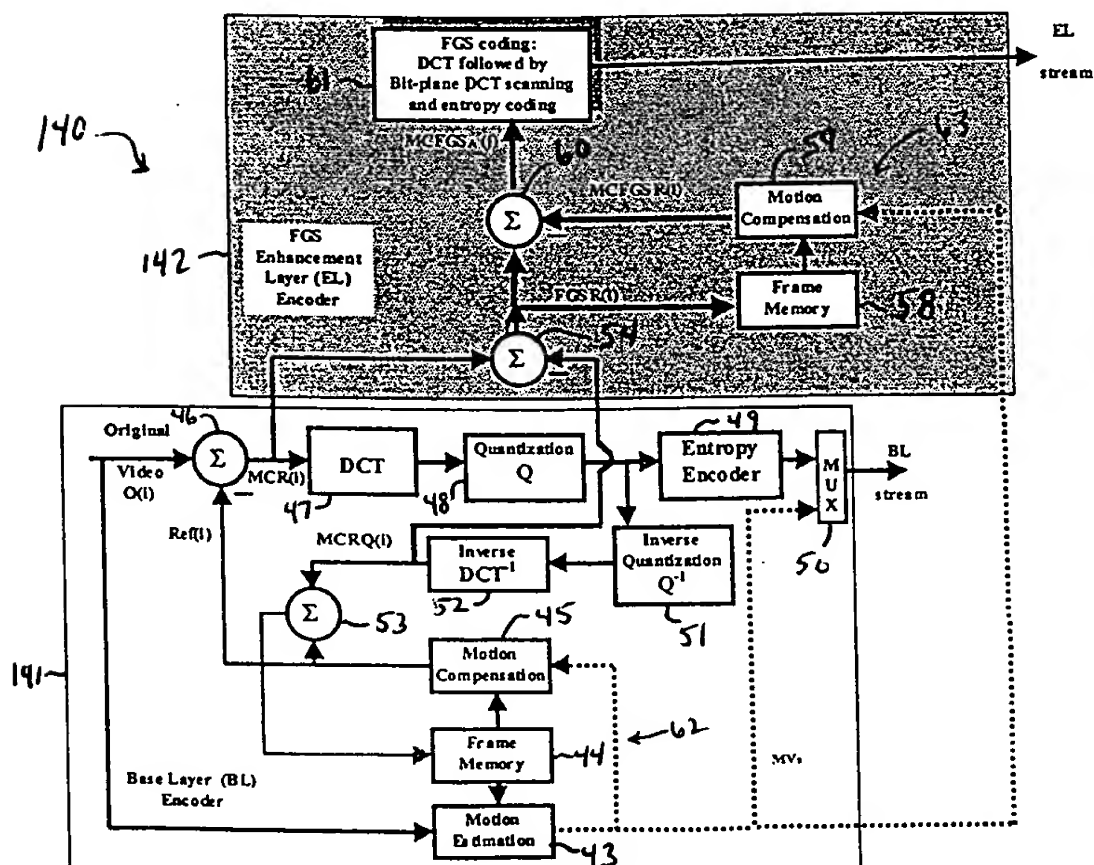 FGS coding:
DCT followed by
Bit-plane DCT scanning
and entropy coding
61
EL
stream
140
MCFGSR(i)
60
MCFGSR(i)
Σ
59
Motion
Compensation
63
142
FGS
Enhancement
Layer (EL)
Encoder
FGSR(i)
Frame
Memory
58
Σ
54
Original
Video
O(i)
46
Σ
MCR(i)
DCT
47
Quantization
Q
48
49
Entropy
Encoder
MUX
50
BL
stream
Ref(i)
MCRQ(i)
Inverse
DCT-1
52
Inverse
Quantization
Q-1
51
Σ
53
45
Motion
Compensation
191
62
Frame
Memory
44
MVs
Base Layer (BL)
Encoder
Motion
Estimation
43